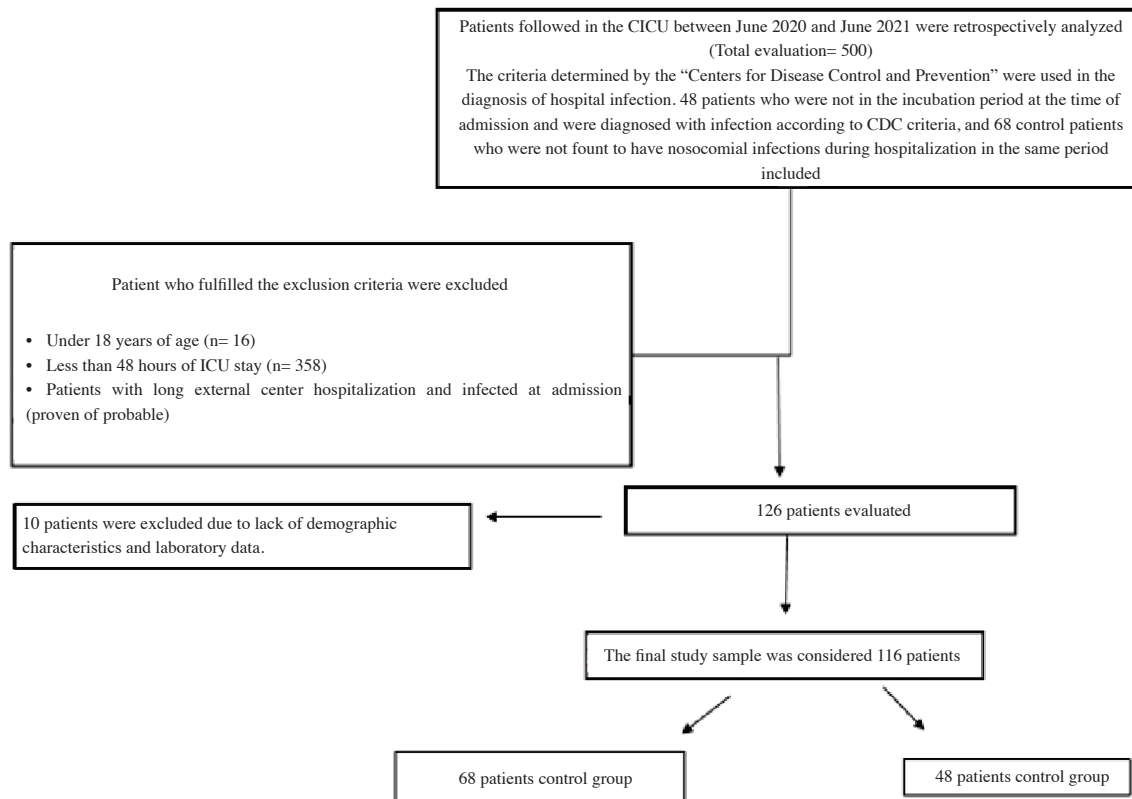 Patients followed in the CICU between June 2020 and June 2021 were retrospectively analyzed
(Total evaluation= 500)
The criteria determined by the “Centers for Disease Control and Prevention” were used in the
diagnosis of hospital infection. 48 patients who were not in the incubation period at the time of
admission and were diagnosed with infection according to CDC criteria, and 68 control patients
who were not fount to have nosocomial infections during hospitalization in the same period
included
Patient who fulfilled the exclusion criteria were excluded
• Under 18 years of age (n= 16)
• Less than 48 hours of ICU stay (n= 358)
• Patients with long external center hospitalization and infected at admission
(proven of probable)
126 patients evaluated
10 patients were excluded due to lack of demographic
characteristics and laboratory data.
The final study sample was considered 116 patients
68 patients control group
48 patients control group